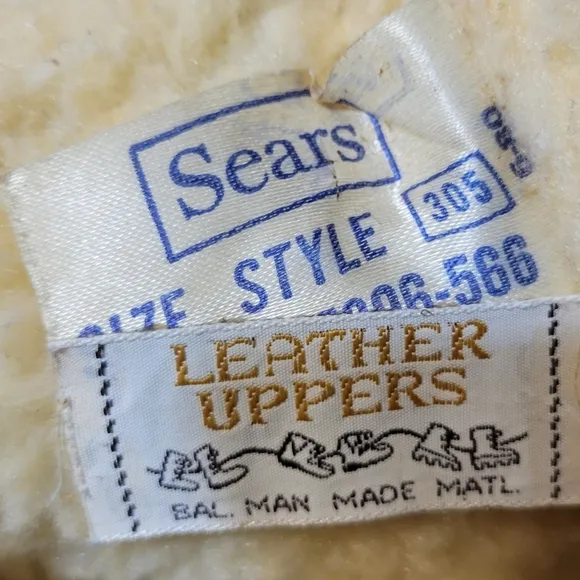 Sears
305
SIZE STYLE
LEATHER
UPPERS
BAL. MAN MADE MATL.